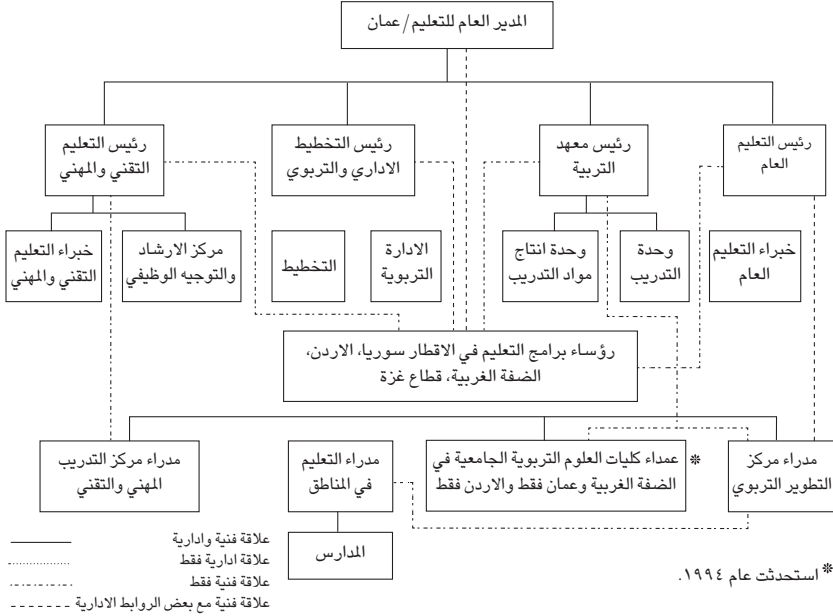 المدير العام للتعليم/عمان
رئيس التعليم
العام
رئيس معهد
التربية
رئيس التخطيط
الاداري والتربوي
رئيس التعليم
التقني والمهني
خبراء التعليم
العام
وحدة
التدريب
وحدة انتاج
مواد التدريب
الادارة
التربوية
التخطيط
مركز الارشاد
والتوجيه الوظيفي
خبراء التعليم
التقني والمهني
رؤساء برامج التعليم في الاقطار سوريا، الاردن،
الضفة الغربية، قطاع غزة
مدراء مركز
التطوير التربوي
* عمداء كليات العلوم التربوية الجامعية في
الضفة الغربية وعمان فقط والاردن فقط
مدراء التعليم
في المناطق
مدراء مركز التدريب
المهني والتقني
المدارس
علاقة فنية وادارية
علاقة ادارية فقط
علاقة فنية فقط
علاقة فنية مع بعض الروابط الادارية
* استحدثت عام ١٩٩٤.